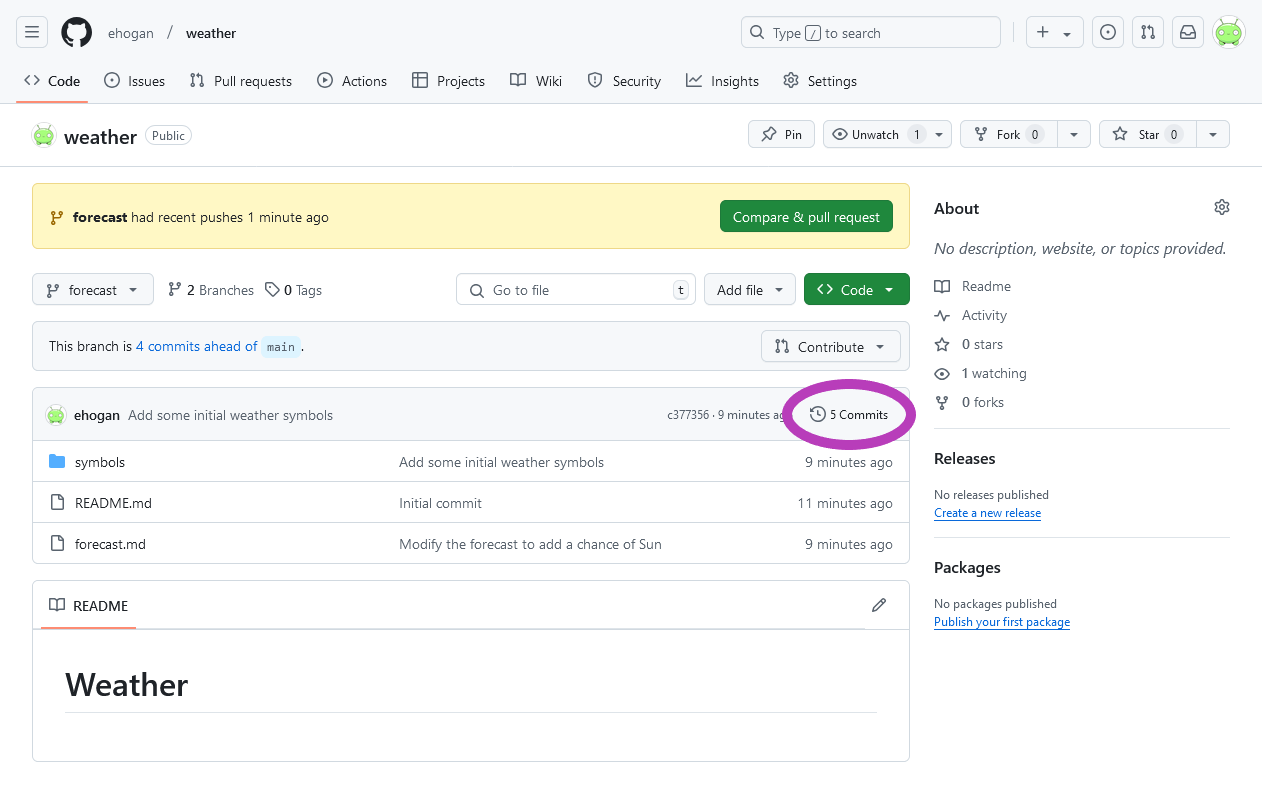 ehogan / weather
Type / to search
Code Issues Pull requests Actions Projects Wiki Security Insights Settings
weather Public
Pin Unwatch 1 Fork 0 Star 0
forecast had recent pushes 1 minute ago Compare & pull request
forecast 2 Branches 0 Tags Go to file t Add file Code
This branch is 4 commits ahead of main . Contribute
ehogan Add some initial weather symbols c377356 · 9 minutes ag 5 Commits
symbols Add some initial weather symbols 9 minutes ago
README.md Initial commit 11 minutes ago
forecast.md Modify the forecast to add a chance of Sun 9 minutes ago
README
Weather
About
No description, website, or topics provided.
Readme
Activity
0 stars
1 watching
0 forks
Releases
No releases published
Create a new release
Packages
No packages published
Publish your first package